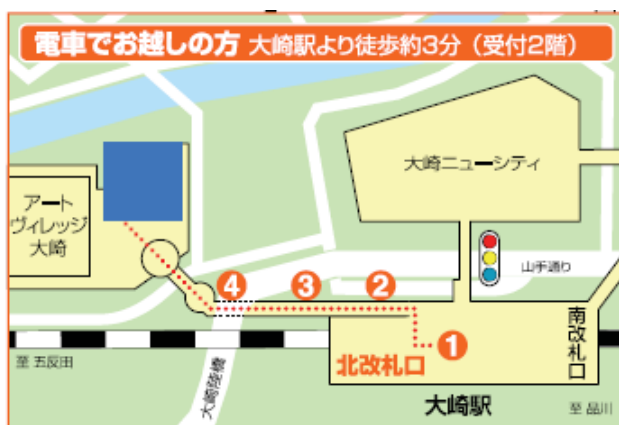 電車でお越しの方 大崎駅より徒歩約3分（受付2階）
大崎ニューシティ
アート
ヴィレッジ
大崎
山手通り
4
3
2
1
北改札口
南改札口
至 五反田
大崎陸橋
大崎駅
至 品川